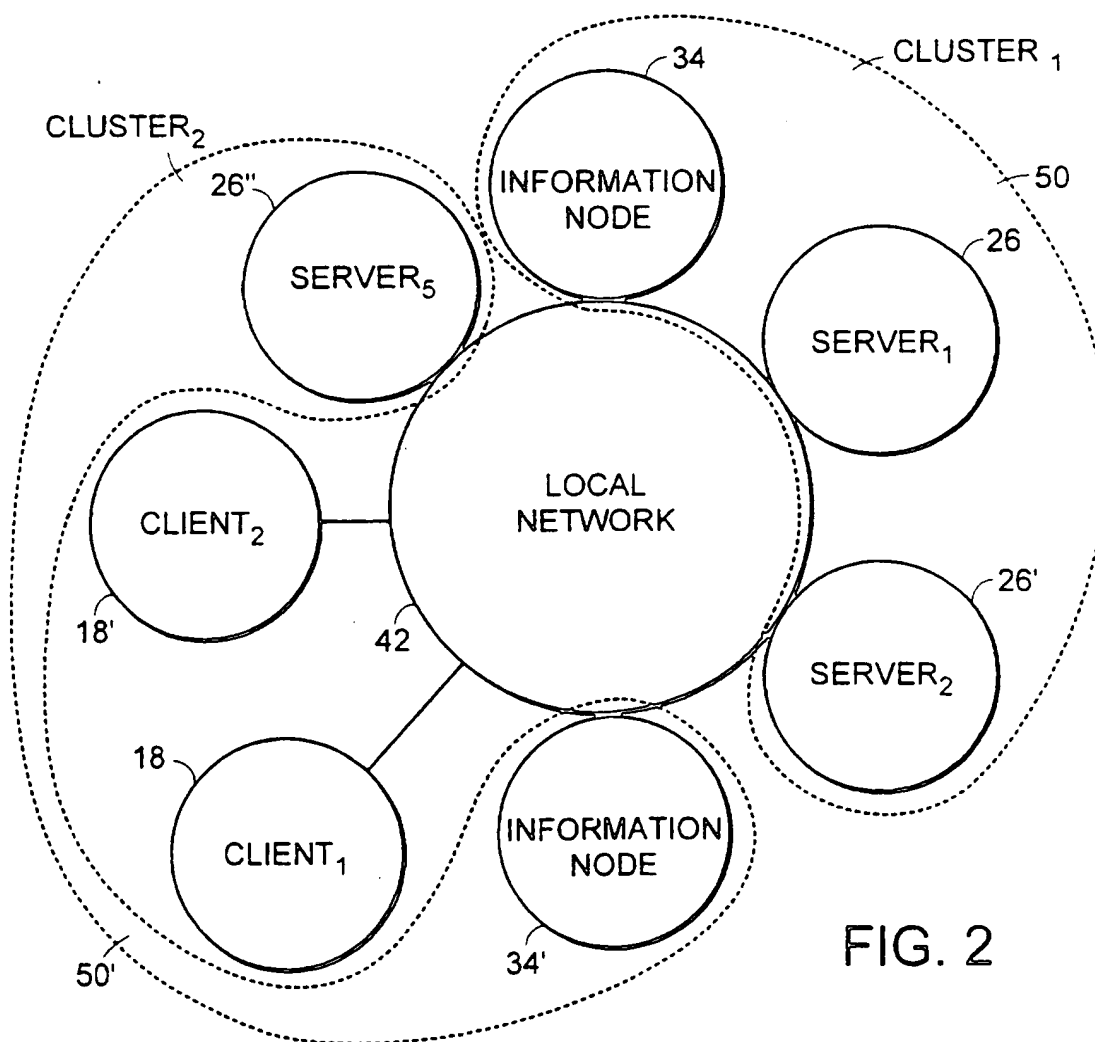 CLUSTER₁
34
CLUSTER₂
26"
INFORMATION
NODE
50
26
SERVER₅
SERVER₁
LOCAL
NETWORK
CLIENT₂
26'
18'
42
SERVER₂
18
INFORMATION
NODE
CLIENT₁
34'
50'
FIG. 2